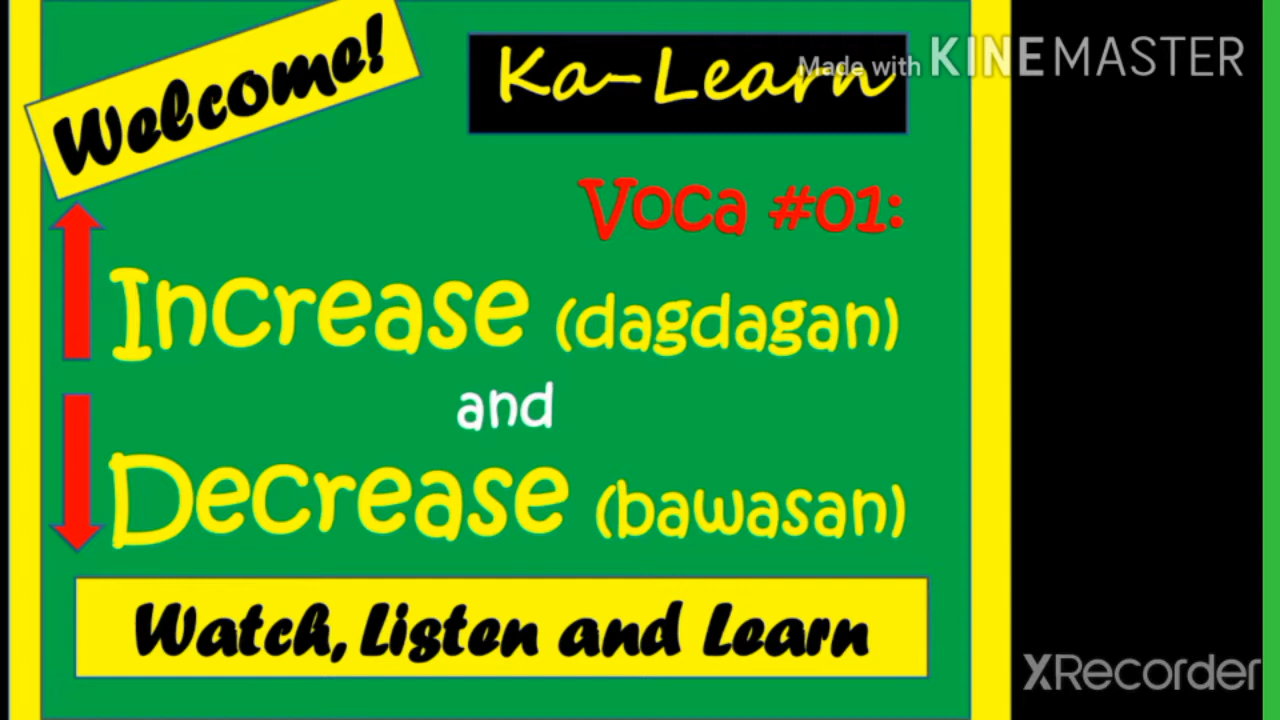 Welcome!
Ka-Learn
Made with KINEMASTER
Voca #01:
Increase (dagdagan)
and
Decrease (bawasan)
Watch, Listen and Learn
XRecorder